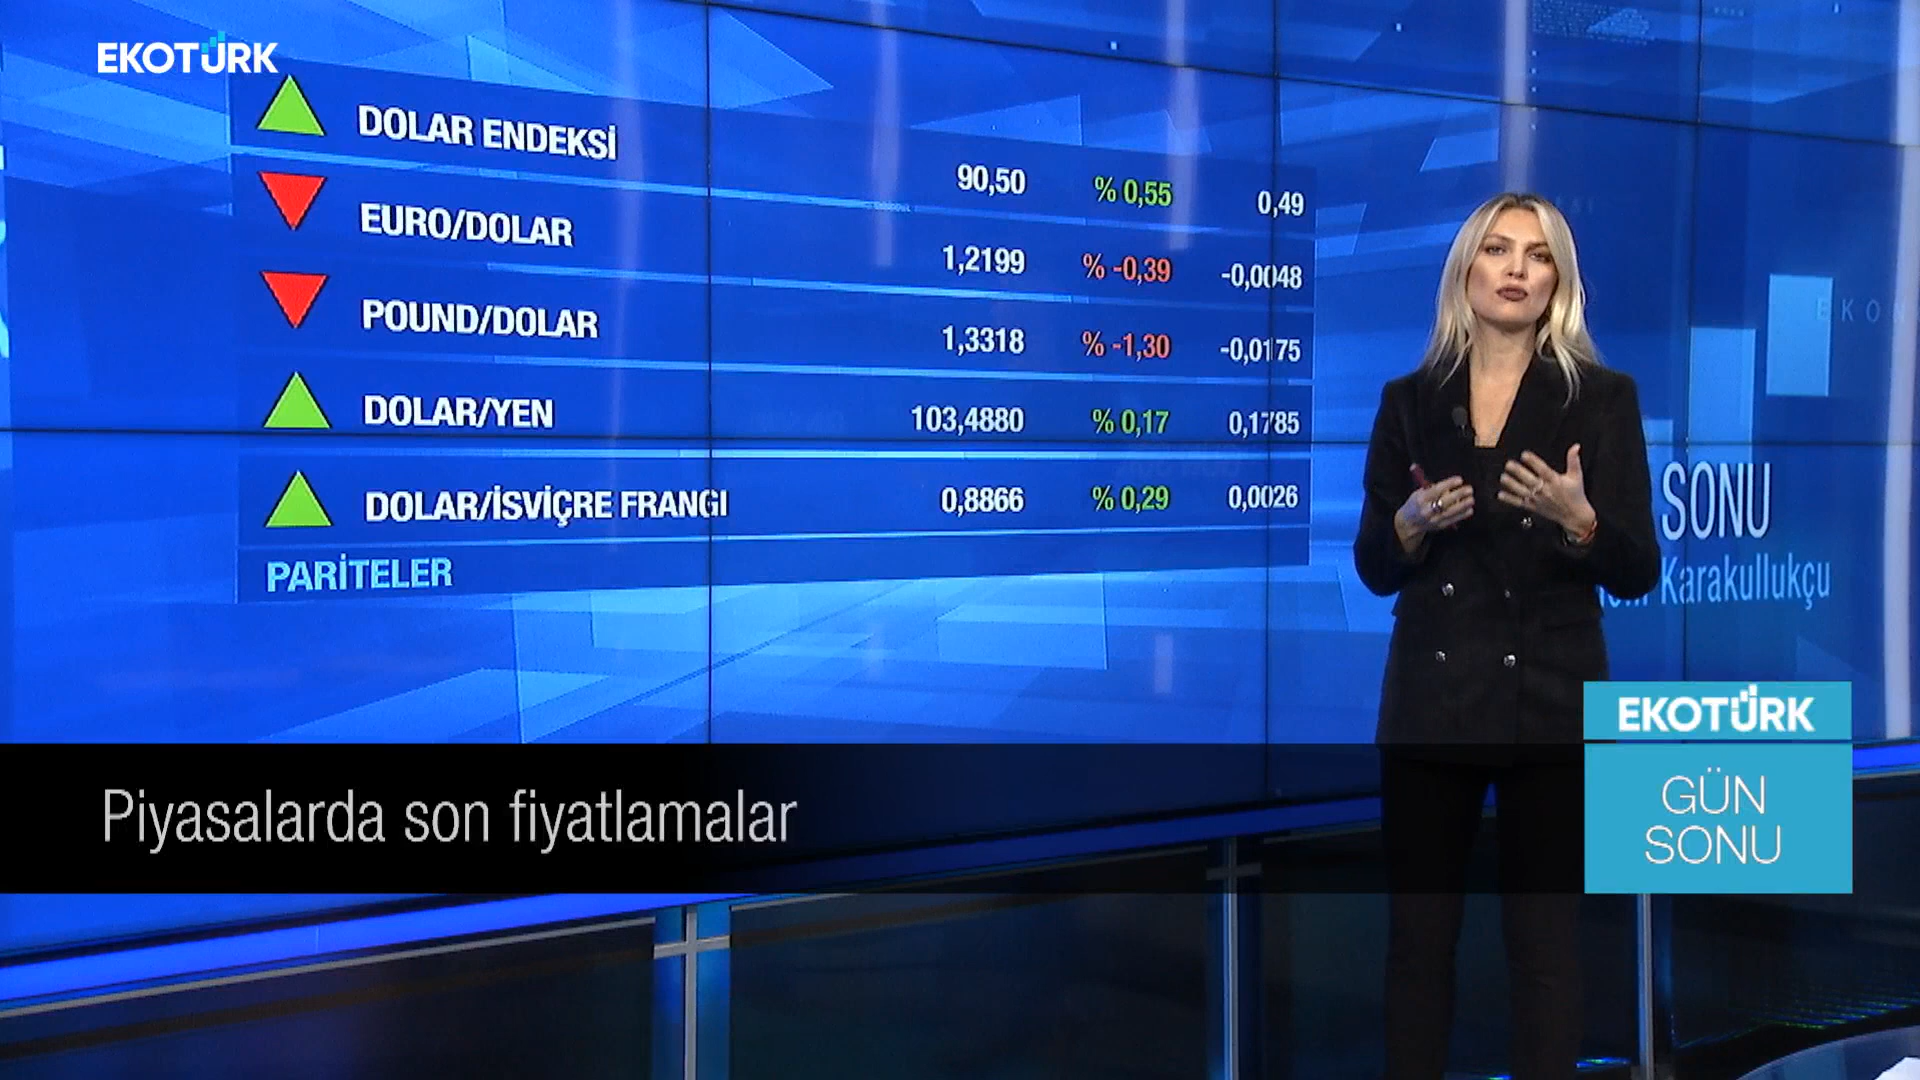 EKOTÜRK
DOLAR ENDEKSİ 90,50 % 0,55 0,49
EURO/DOLAR 1,2199 % -0,39 -0,0048
POUND/DOLAR 1,3318 % -1,30 -0,0175
DOLAR/YEN 103,4880 % 0,17 0,1785
DOLAR/İSVİÇRE FRANGI 0,8866 % 0,29 0,0026
PARİTELER
EKON
SONU
Karakullukçu
EKOTÜRK
GÜN
SONU
Piyasalarda son fiyatlamalar